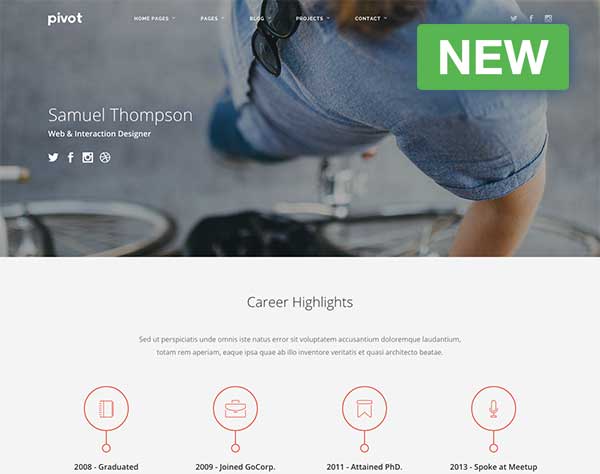 pivot
HOME PAGES PAGES BLOG PROJECTS CONTACT
NEW
Samuel Thompson
Web & Interaction Designer
Career Highlights
Sed ut perspiciatis unde omnis iste natus error sit voluptatem accusantium doloremque laudantium,
totam rem aperiam, eaque ipsa quae ab illo inventore veritatis et quasi architecto beatae.
2008 - Graduated
2009 - Joined GoCorp.
2011 - Attained PhD.
2013 - Spoke at Meetup